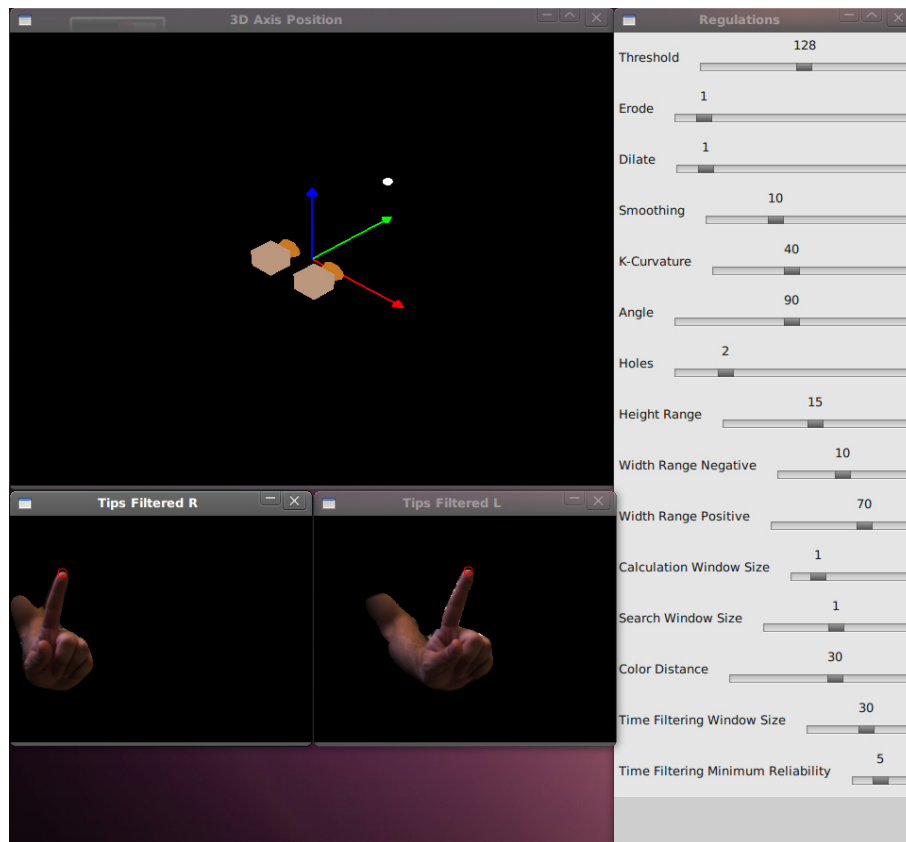 3D Axis Position
Regulations
128
Threshold
1
Erode
1
Dilate
10
Smoothing
40
K-Curvature
90
Angle
2
Holes
15
Height Range
10
Width Range Negative
70
Width Range Positive
1
Calculation Window Size
1
Search Window Size
30
Color Distance
30
Time Filtering Window Size
5
Time Filtering Minimum Reliability
Tips Filtered R
Tips Filtered L